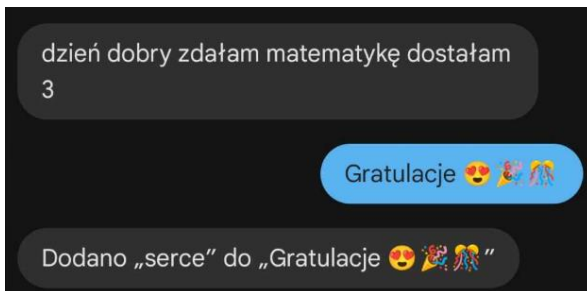 dzień dobry zdałam matematykę dostałam
3
Gratulacje 😍 🎉 🎊
Dodano „serce” do „Gratulacje 😍 🎉 🎊 ”